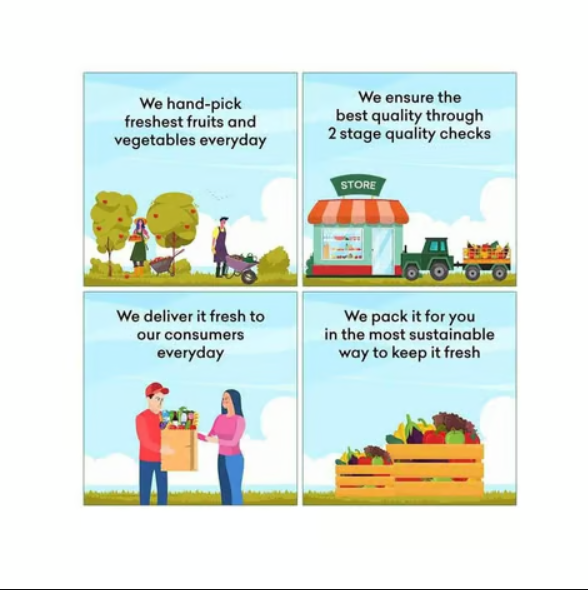 We hand-pick
freshest fruits and
vegetables everyday
We ensure the
best quality through
2 stage quality checks
STORE
We deliver it fresh to
our consumers
everyday
We pack it for you
in the most sustainable
way to keep it fresh